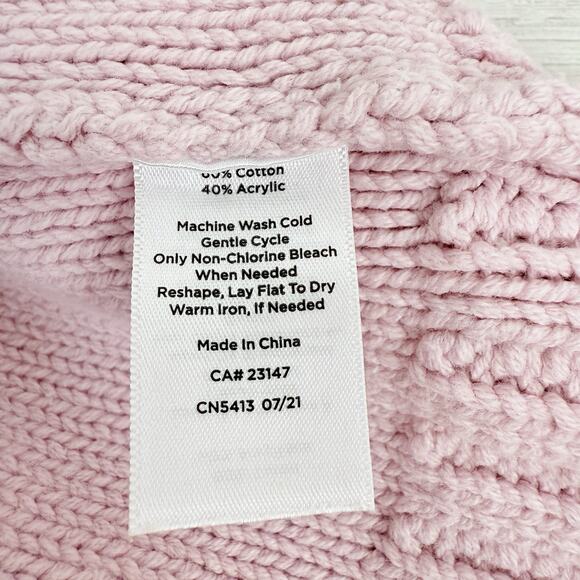 60% Cotton
40% Acrylic
Machine Wash Cold
Gentle Cycle
Only Non-Chlorine Bleach
When Needed
Reshape, Lay Flat To Dry
Warm Iron, If Needed
Made In China
CA# 23147
CN5413 07/21